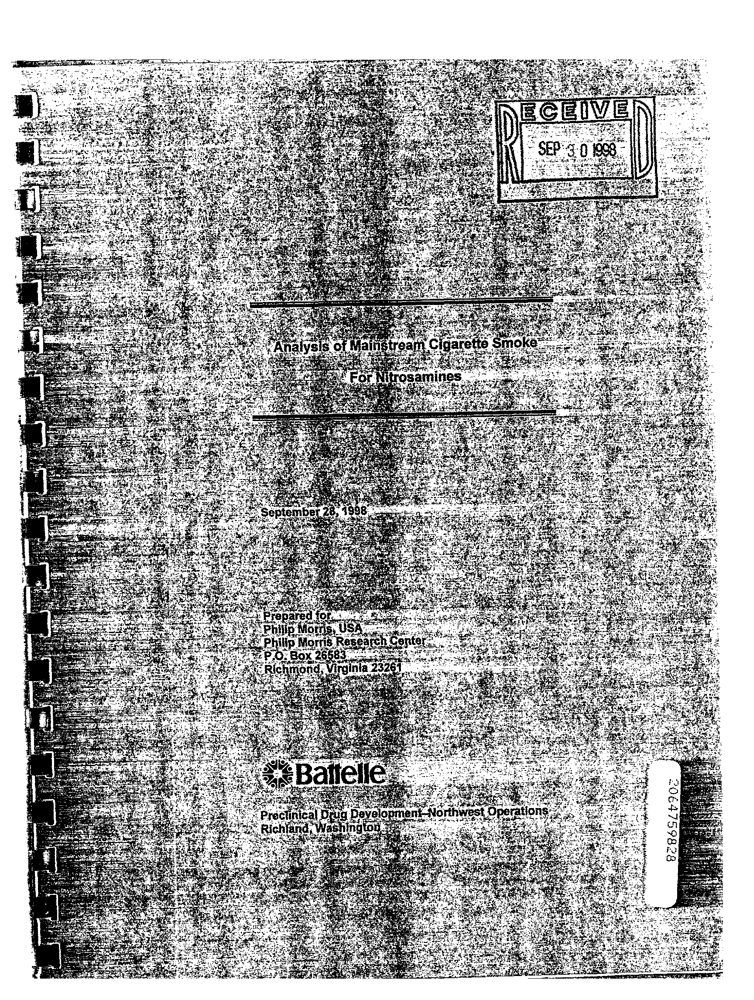 RECEIVED
SEP 30 1998
Analysis of Mainstream Cigarette Smoke
For Nitrosamines
September 28, 1998
Prepared for
Philip Morris, USA
Philip Morris Research Center
P.O. Box 26583
Richmond, Virginia 23261
Battelle
Preclinical Drug Development–Northwest Operations
Richland, Washington
2064759828